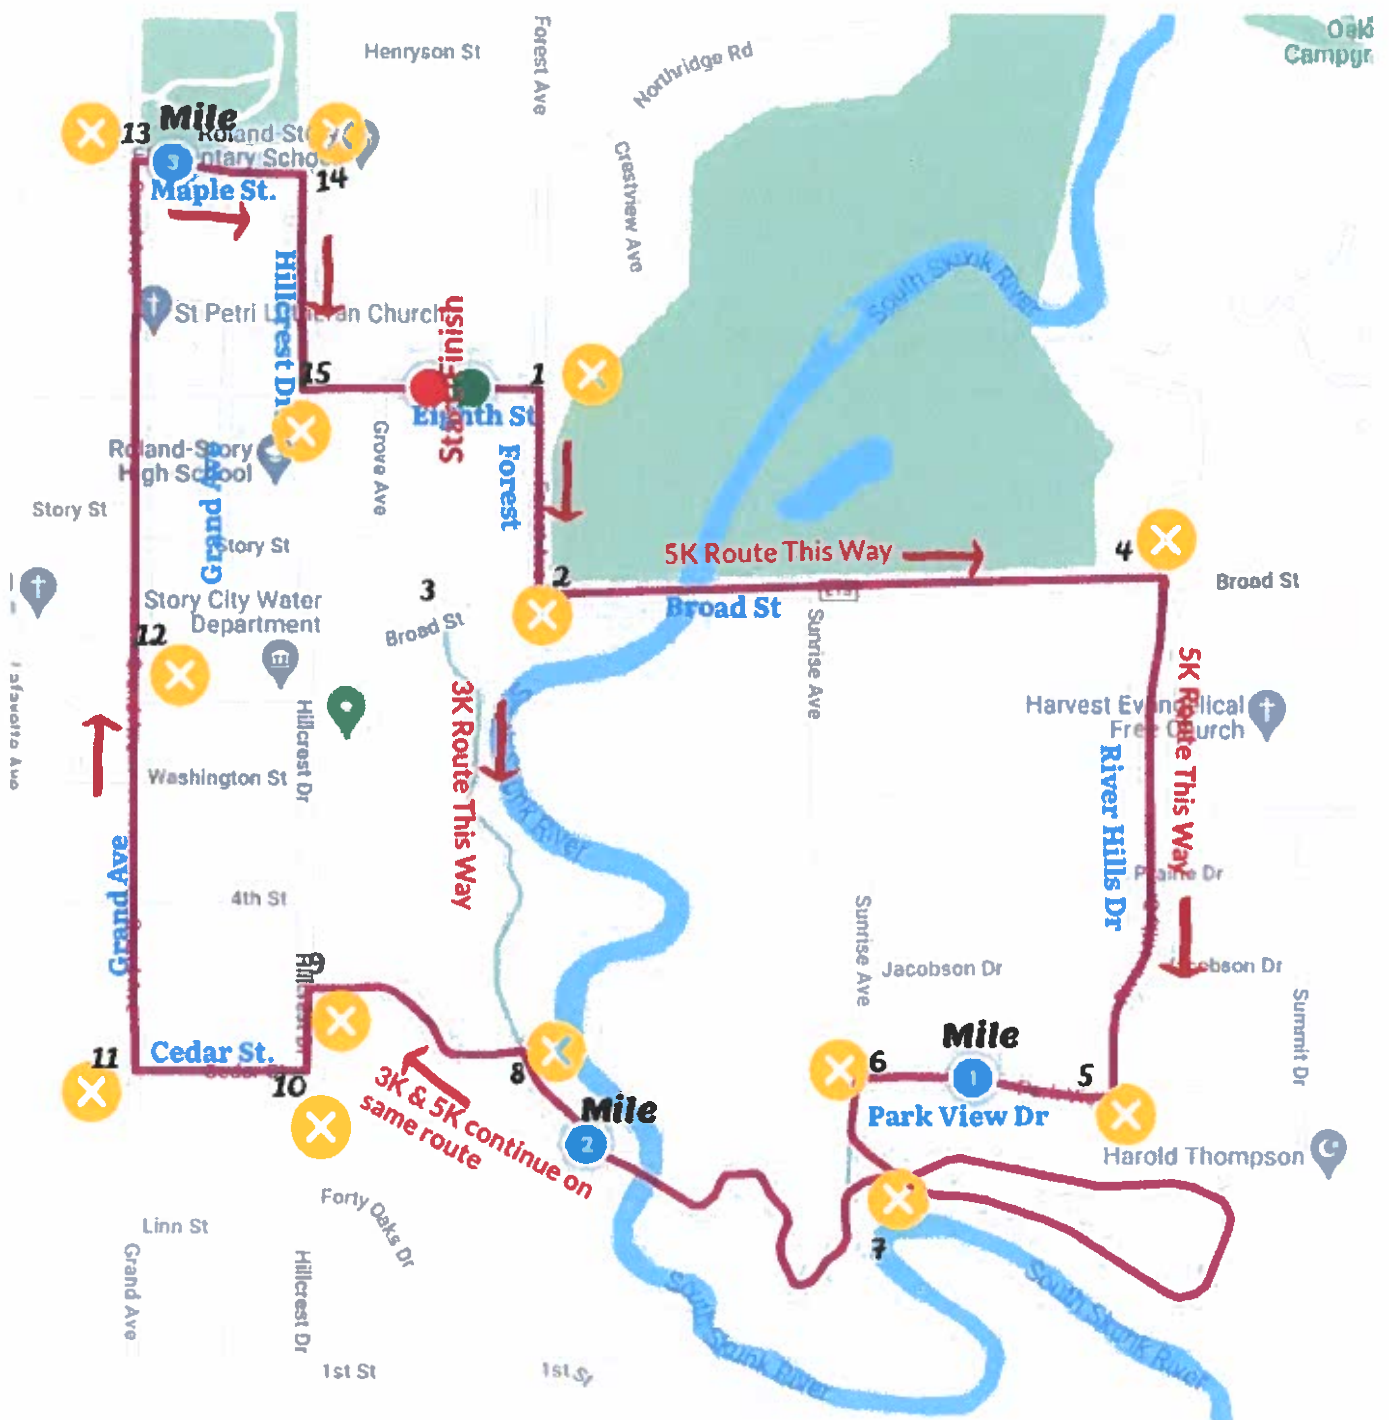 Henryson St
Forest Ave
Northridge Rd
Crestview Ave
Campgr
Mile
13
3
14
Maple St.
Hillcrest Dr
St Petri Lutheran Church
South Skunk River
15
Start Finish
1
Eighth St
Roland-Story
High School
Grand Ave
Grove Ave
Forest
Story St
Story St
5K Route This Way
4
Broad St
2
3
Broad St
Broad St
Story City Water
Department
12
Sunrise Ave
3K Route This Way
5K Route This Way
Harvest Evangelical
Free Church
River Hills Dr
Hillcrest Dr
Washington St
Grand Ave
4th St
Prairie Dr
Sunrise Ave
Jacobson Dr
Jacobson Dr
Summit Dr
9
11
Cedar St.
10
8
Mile
6
1
5
Park View Dr
3K & 5K continue on
same route
Mile
2
Harold Thompson
7
Forty Oaks Dr
Linn St
Grand Ave
Hillcrest Dr
1st St
1st St
South Skunk River
South Skunk River